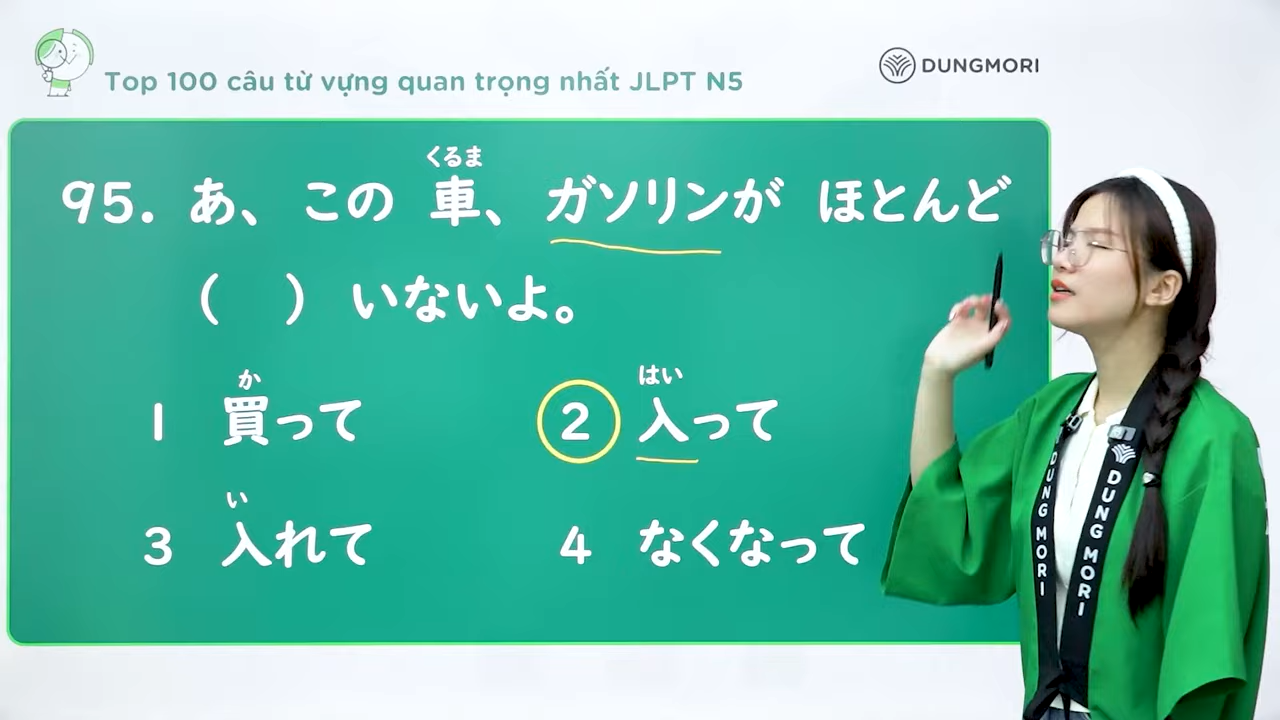 Top 100 câu từ vựng quan trọng nhất JLPT N5
DUNGMORI
くるま
95. あ、この 車、ガソリンが ほとんど
( ) いないよ。
か
1 買って
はい
2 入って
い
3 入れて
4 なくなって
DUNG MORI
DUNG MORI